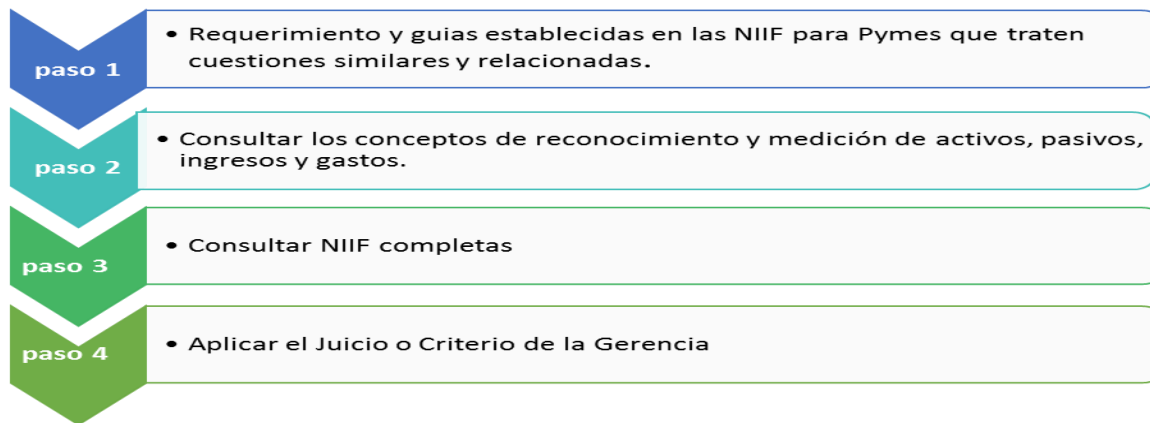 paso 1
• Requerimiento y guias establecidas en las NIIF para Pymes que traten
cuestiones similares y relacionadas.
paso 2
• Consultar los conceptos de reconocimiento y medición de activos, pasivos,
ingresos y gastos.
paso 3
• Consultar NIIF completas
paso 4
• Aplicar el Juicio o Criterio de la Gerencia